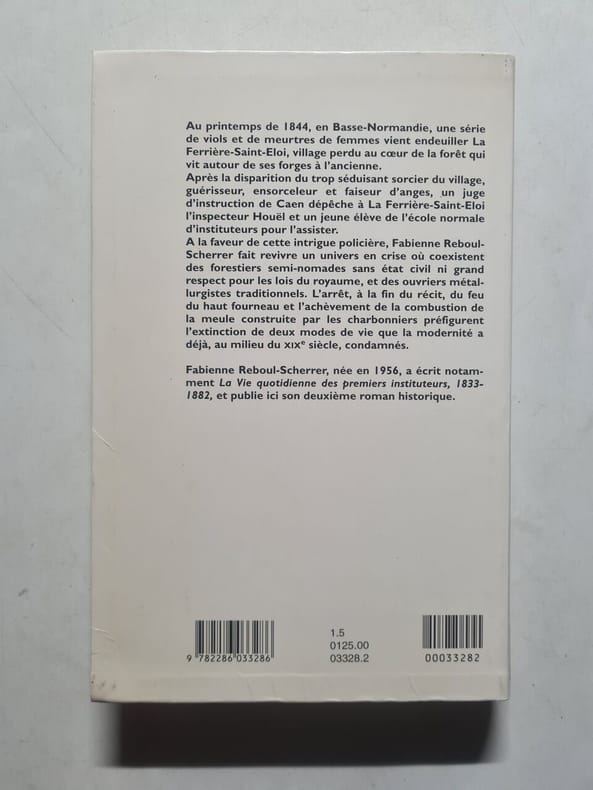 Au printemps de 1844, en Basse-Normandie, une série
de viols et de meurtres de femmes vient endeuiller La
Ferrière-Saint-Eloi, village perdu au cœur de la forêt qui
vit autour de ses forges à l'ancienne.
Après la disparition du trop séduisant sorcier du village,
guérisseur, ensorceleur et faiseur d'anges, un juge
d'instruction de Caen dépêche à La Ferrière-Saint-Eloi
l'inspecteur Houël et un jeune élève de l'école normale
d'instituteurs pour l'assister.
A la faveur de cette intrigue policière, Fabienne Reboul-
Scherrer fait revivre un univers en crise où coexistent
des forestiers semi-nomades sans état civil ni grand
respect pour les lois du royaume, et des ouvriers métal-
lurgistes traditionnels. L'arrêt, à la fin du récit, du feu
du haut fourneau et l'achèvement de la combustion de
la meule construite par les charbonniers préfigurent
l'extinction de deux modes de vie que la modernité a
déjà, au milieu du XIXe siècle, condamnés.
Fabienne Reboul-Scherrer, née en 1956, a écrit notam-
ment La Vie quotidienne des premiers instituteurs, 1833-
1882, et publie ici son deuxième roman historique.
9 782286 033286
1.5
0125.00
03328.2
00033282